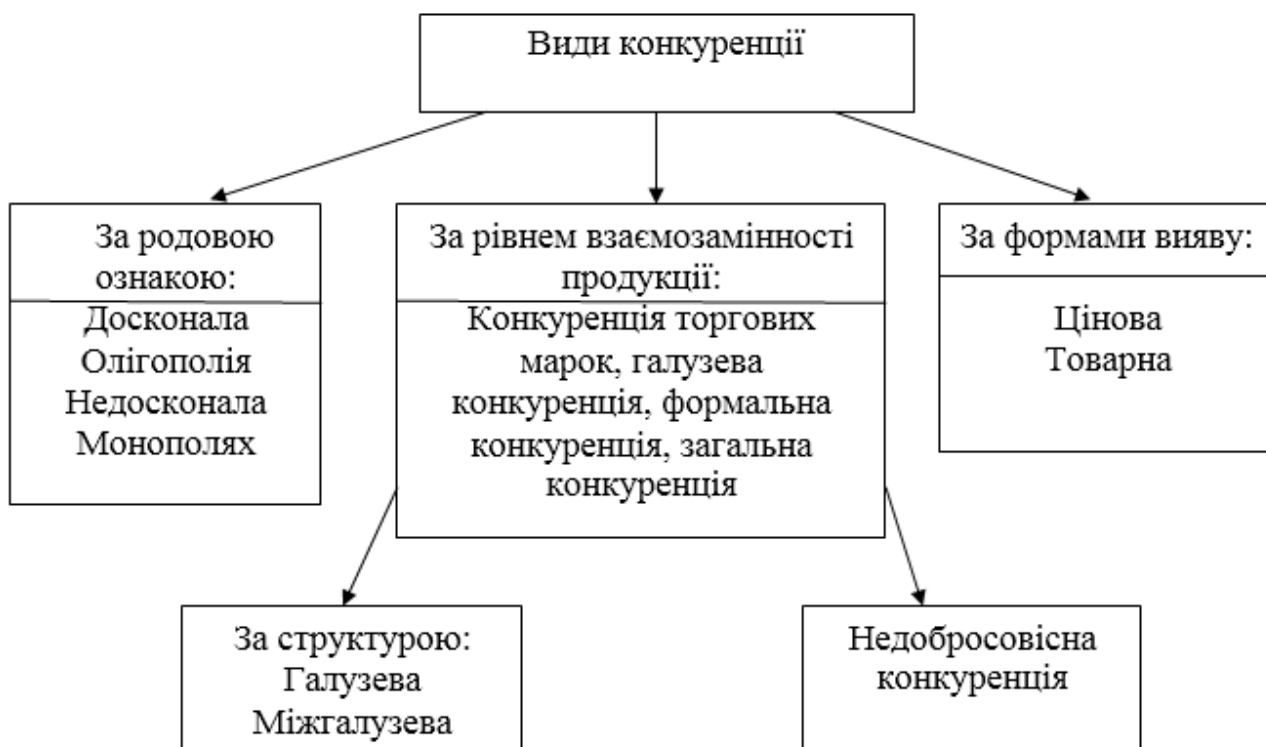 Види конкуренції
За родовою
ознакою:
Досконала
Олігополія
Недосконала
Монополях
За рівнем взаємозамінності
продукції:
Конкуренція торгових
марок, галузева
конкуренція, формальна
конкуренція, загальна
конкуренція
За формами вияву:
Цінова
Товарна
За структурою:
Галузева
Міжгалузева
Недобросовісна
конкуренція